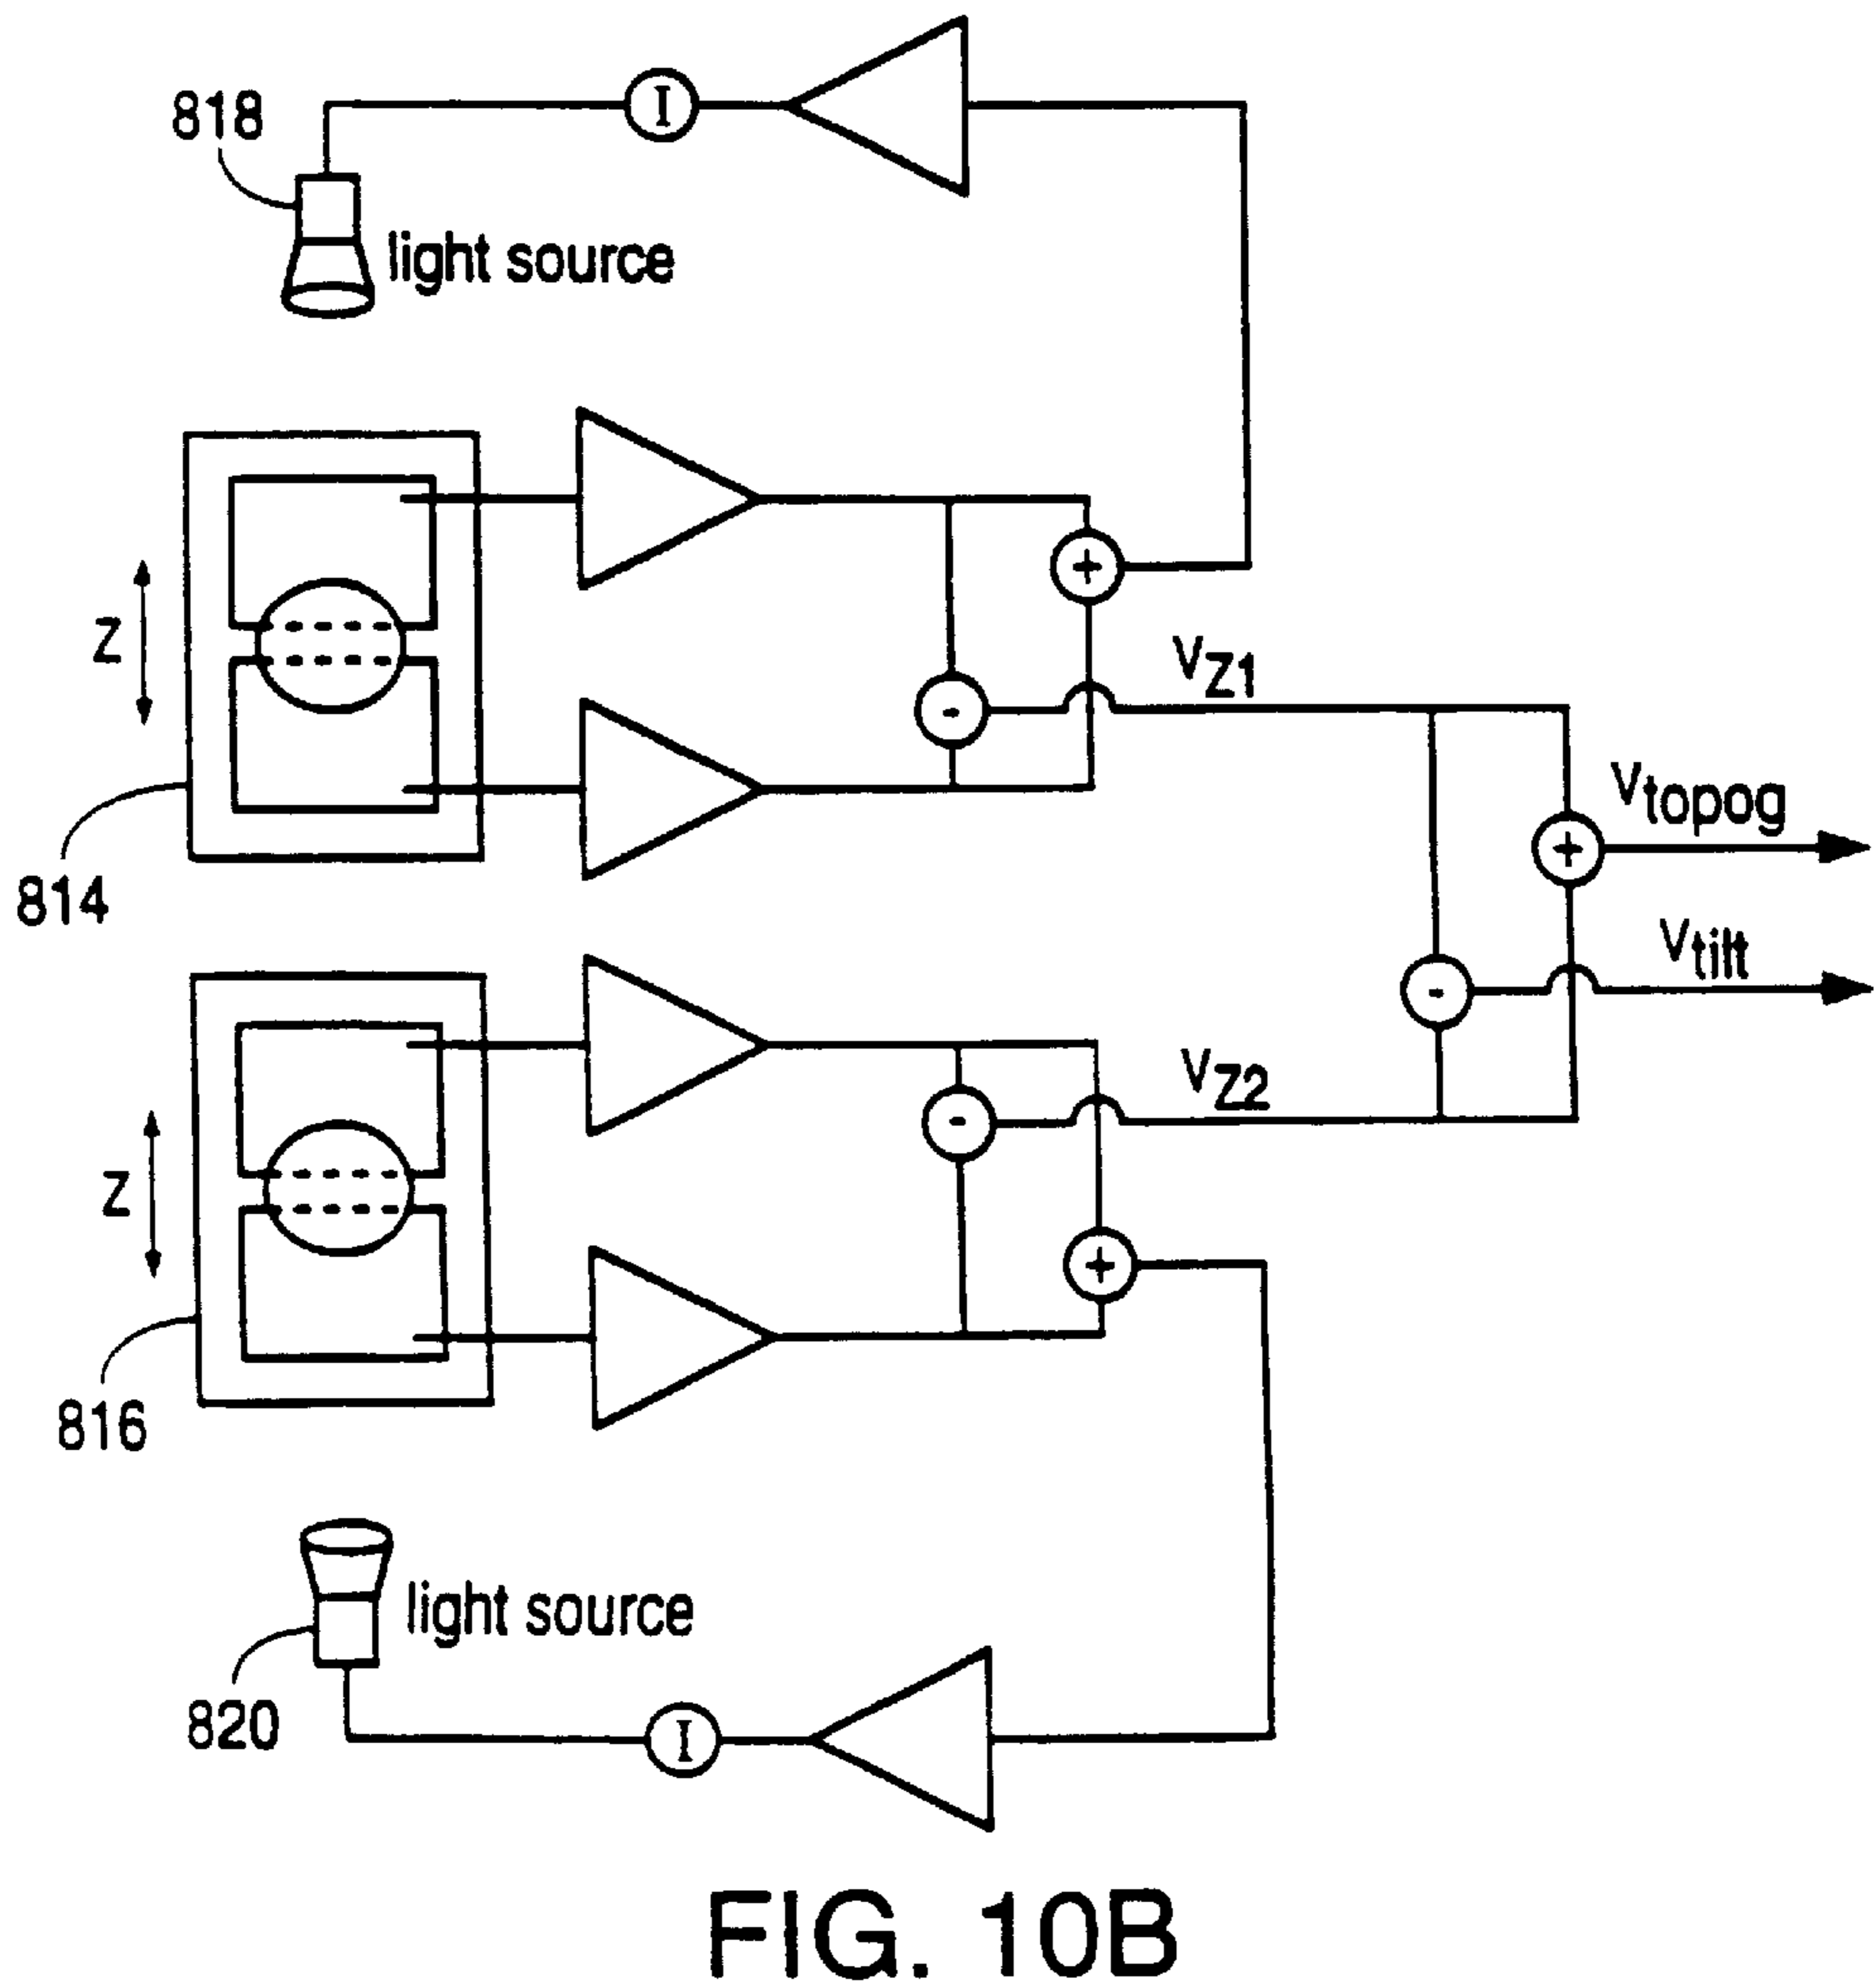 818
I
light source
Z
+
-
VZ1
814
Vtopog
+
Vtilt
-
VZ2
-
Z
+
816
light source
820
I
FIG. 10B